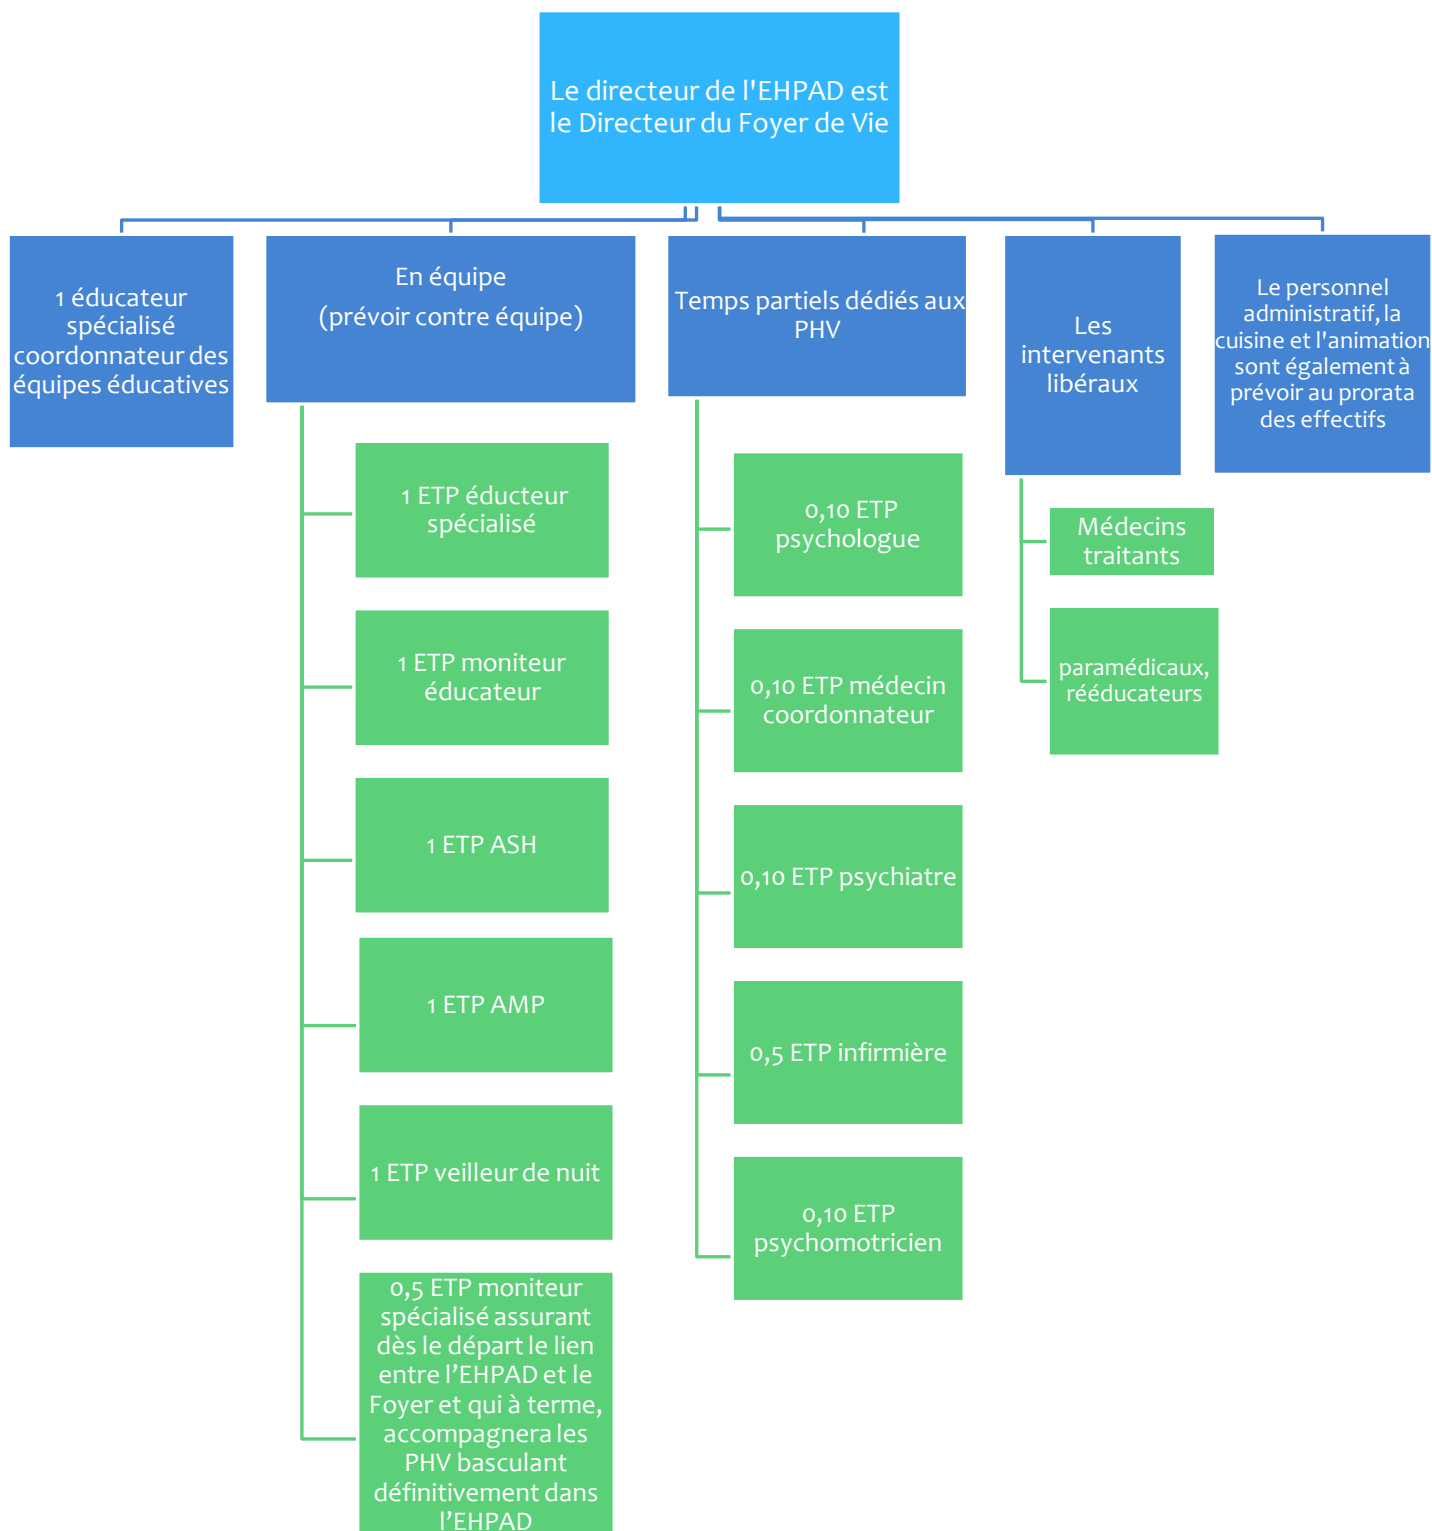 Le directeur de l'EHPAD est
le Directeur du Foyer de Vie
1 éducateur
spécialisé
coordonnateur des
équipes éducatives
En équipe
(prévoir contre équipe)
1 ETP éducteur
spécialisé
1 ETP moniteur
éducateur
1 ETP ASH
1 ETP AMP
1 ETP veilleur de nuit
0,5 ETP moniteur
spécialisé assurant
dès le départ le lien
entre l’EHPAD et le
Foyer et qui à terme,
accompagnera les
PHV basculant
définitivement dans
l’EHPAD
Temps partiels dédiés aux
PHV
0,10 ETP
psychologue
0,10 ETP médecin
coordonnateur
0,10 ETP psychiatre
0,5 ETP infirmière
0,10 ETP
psychomotricien
Les
intervenants
libéraux
Médecins
traitants
paramédicaux,
rééducateurs
Le personnel
administratif, la
cuisine et l'animation
sont également à
prévoir au prorata
des effectifs